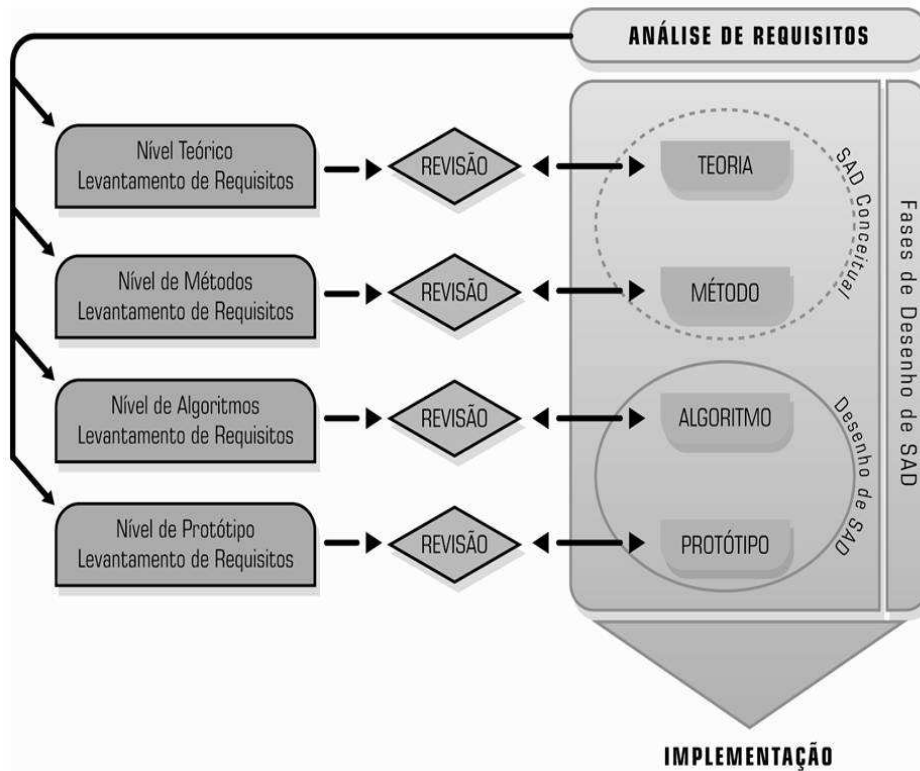 ANÁLISE DE REQUISITOS
Nível Teórico
Levantamento de Requisitos
REVISÃO
TEORIA
Nível de Métodos
Levantamento de Requisitos
REVISÃO
MÉTODO
SAD Conceitual
Nível de Algoritmos
Levantamento de Requisitos
REVISÃO
ALGORITMO
Nível de Protótipo
Levantamento de Requisitos
REVISÃO
PROTÓTIPO
Desenho de SAD
Fases de Desenho de SAD
IMPLEMENTAÇÃO